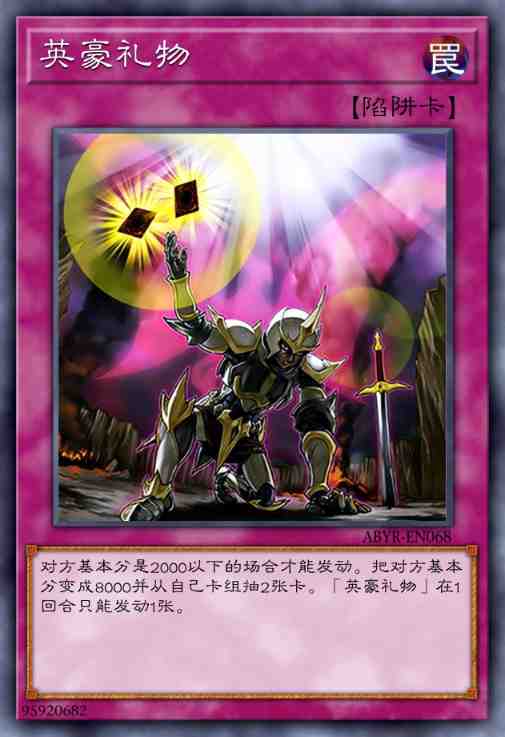 英豪礼物
罠
【陷阱卡】
ABYR-EN068
对方基本分是2000以下的场合才能发动。把对方基本
分变成8000并从自己卡组抽2张卡。「英豪礼物」在1
回合只能发动1张。
95920682